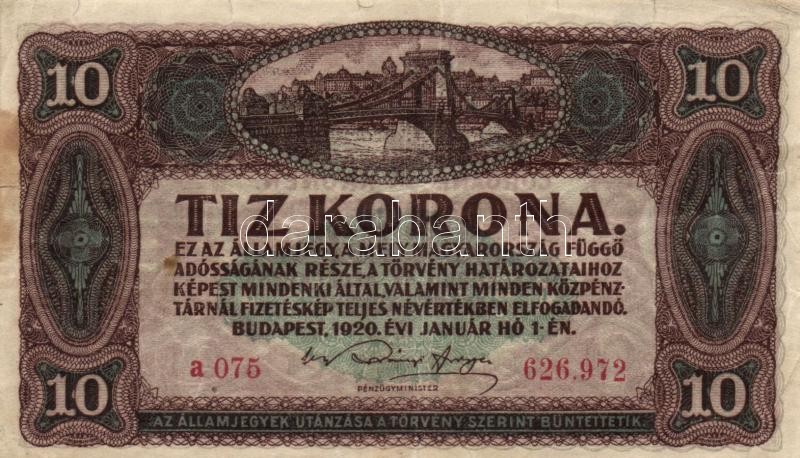 10 10
TIZ KORONA.
EZ AZ ÁLLAMJEGY, A MELY MAGYARORSZÁG FÜGGŐ
ADÓSSÁGÁNAK RÉSZE, A TÖRVÉNY HATÁROZATAIHOZ
KÉPEST MINDENKI ÁLTAL, VALAMINT MINDEN KÖZPÉNZ-
TÁRNÁL FIZETÉSKÉP TELJES NÉVÉRTÉKBEN ELFOGADANDÓ.
BUDAPEST, 1920. ÉVI JANUÁR HÓ 1-ÉN.
darabanth
a 075 626.972
PÉNZÜGYMINISTER
10 10
AZ ÁLLAMJEGYEK UTÁNZÁSA A TÖRVÉNY SZERINT BÜNTETTETIK.